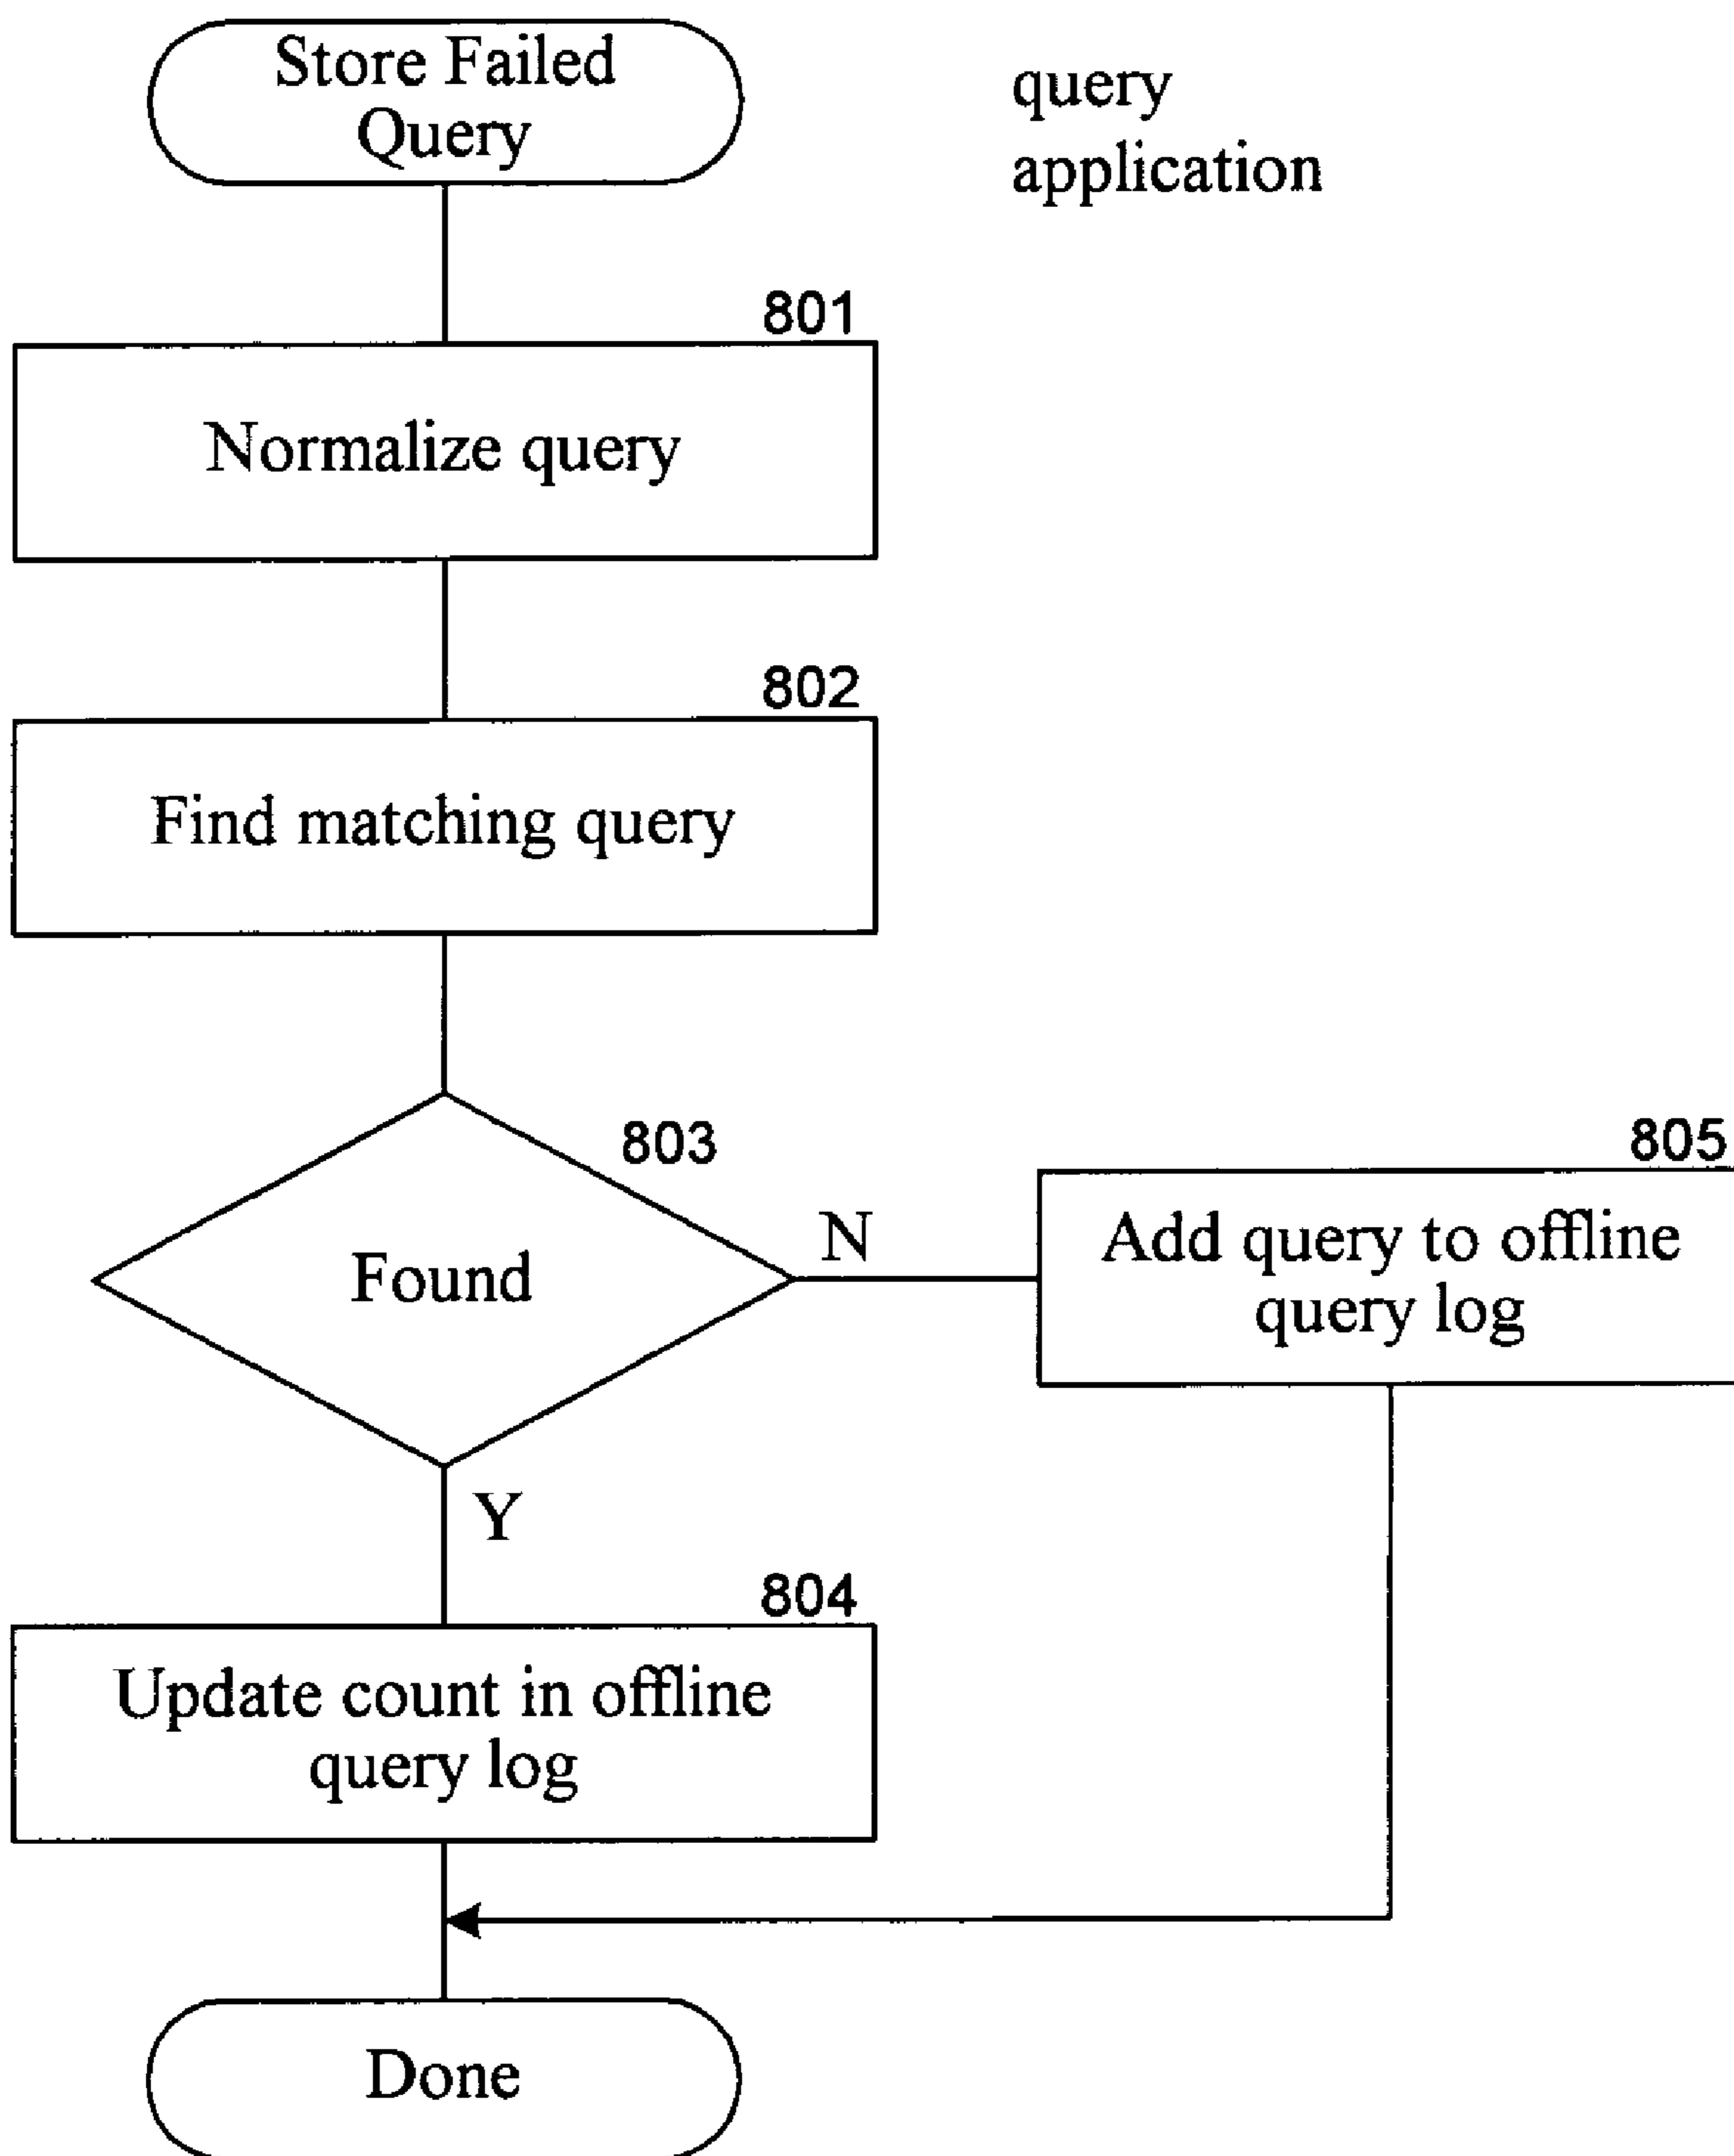 Store Failed
Query
query
application
801
Normalize query
802
Find matching query
803
Found
N
805
Add query to offline
query log
Y
804
Update count in offline
query log
Done